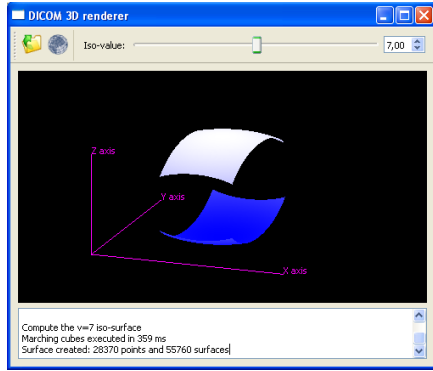 DICOM 3D renderer
Iso-value:
7,00
Z axis
Y axis
X axis
Compute the v=7 iso-surface
Marching cubes executed in 359 ms
Surface created: 28370 points and 55760 surfaces